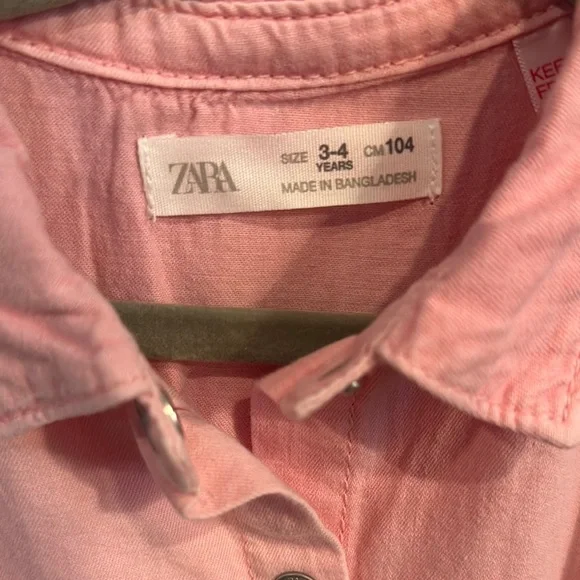 ZARA
SIZE 3-4 YEARS CM 104
MADE IN BANGLADESH